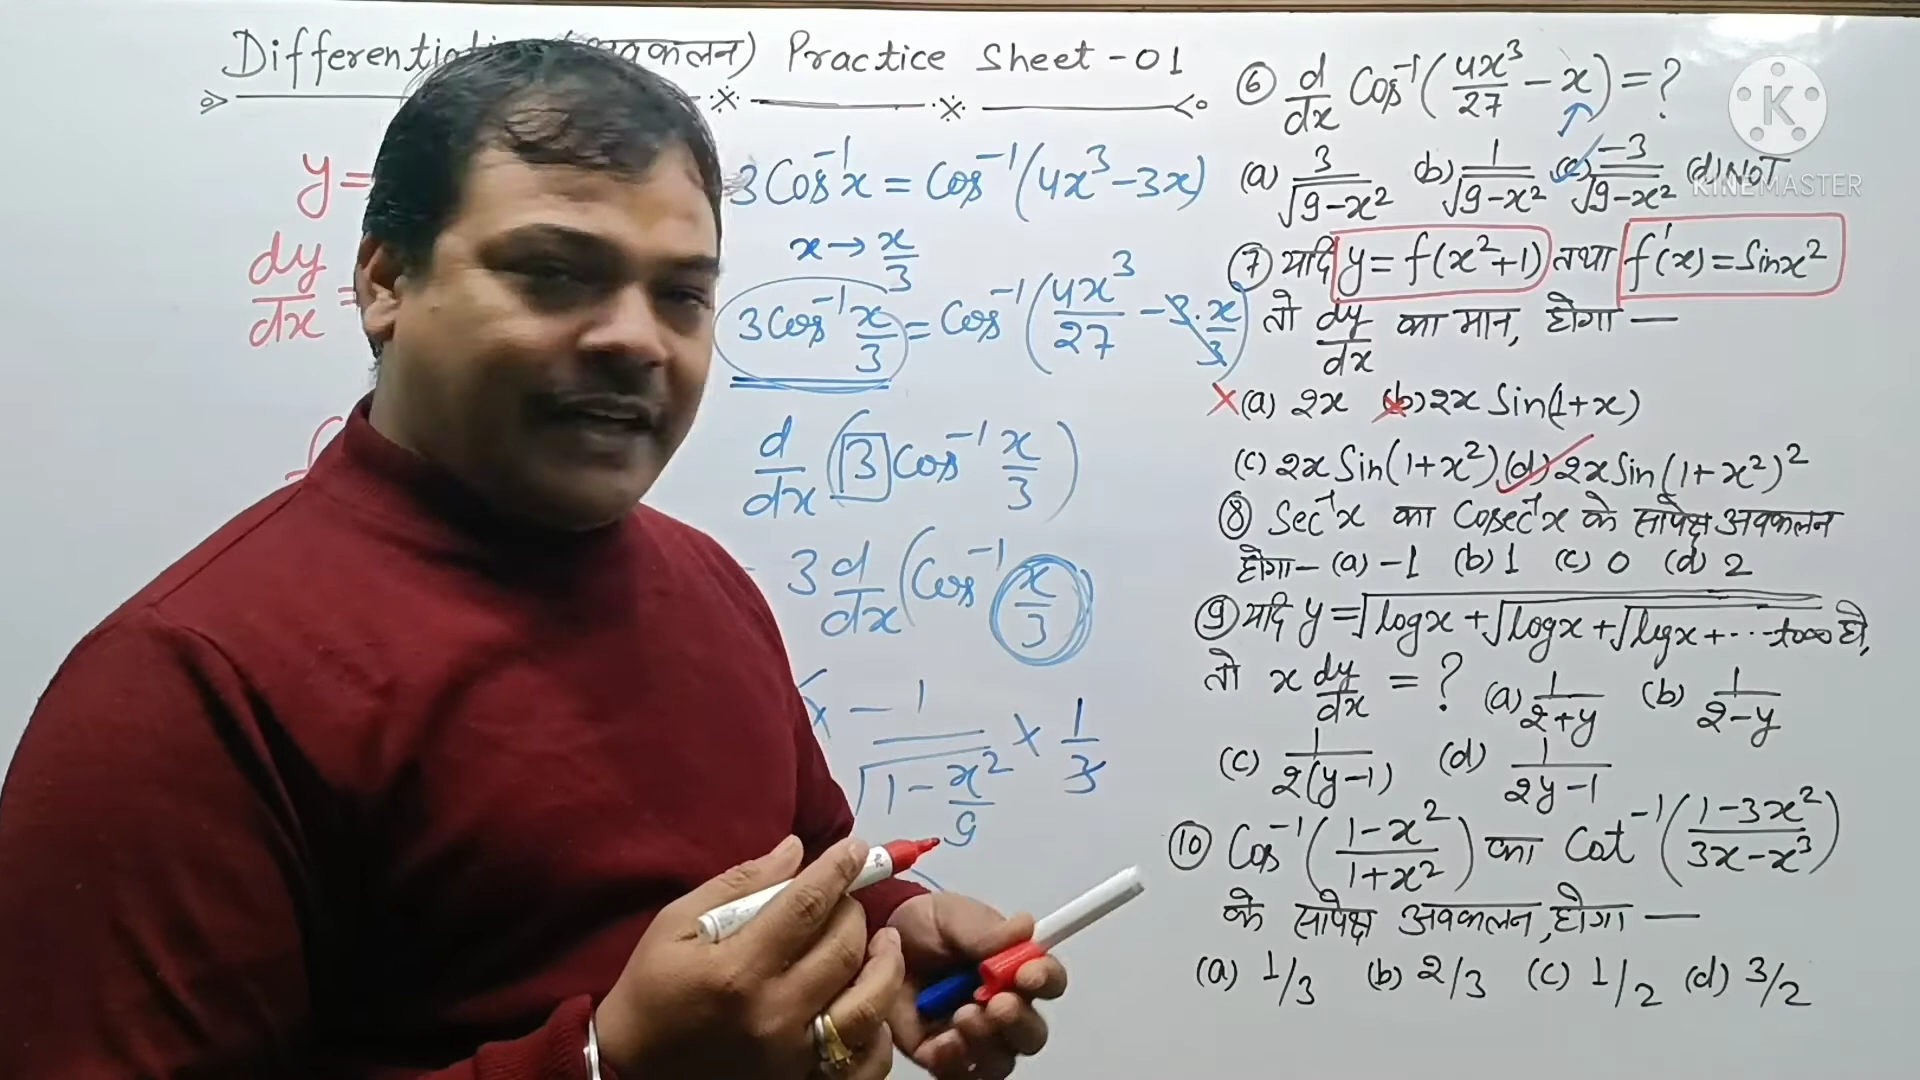 Differentiation (अवकलन) Practice Sheet-01
y=
dy/dx =
3Cos⁻¹x = Cos⁻¹(4x³-3x)
x → x/3
3Cos⁻¹ x/3 = Cos⁻¹(4x³/27 - 3·x/3)
d/dx (3 Cos⁻¹ x/3)
3 d/dx (Cos⁻¹ x/3)
-1/√(1-x²/9) × 1/3
⑥ d/dx Cos⁻¹(4x³/27 - x) = ?
(a) 3/√(9-x²) (b) 1/√(9-x²) (c) -3/√(9-x²) (d) NOT
⑦ यदि y = f(x²+1) तथा f'(x) = Sinx²
तो dy/dx का मान, होगा —
(a) 2x (b) 2x Sin(1+x)
(c) 2x Sin(1+x²) (d) 2x Sin(1+x²)²
⑧ Sec⁻¹x का Cosec⁻¹x के सापेक्ष अवकलन
होगा- (a) -1 (b) 1 (c) 0 (d) 2
⑨ यदि y = √(logx + √(logx + √(logx + ---- to∞ हो,
तो x dy/dx = ? (a) 1/(2+y) (b) 1/(2-y)
(c) 1/(2(y-1)) (d) 1/(2y-1)
⑩ Cos⁻¹((1-x²)/(1+x²)) का Cot⁻¹((1-3x²)/(3x-x³))
के सापेक्ष अवकलन, होगा —
(a) 1/3 (b) 2/3 (c) 1/2 (d) 3/2
K
KINEMASTER